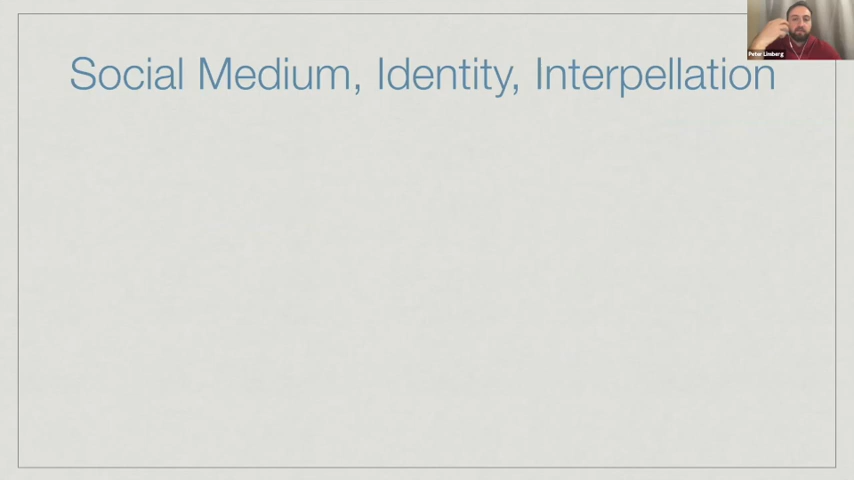 Social Medium, Identity, Interpellation
Peter Limberg